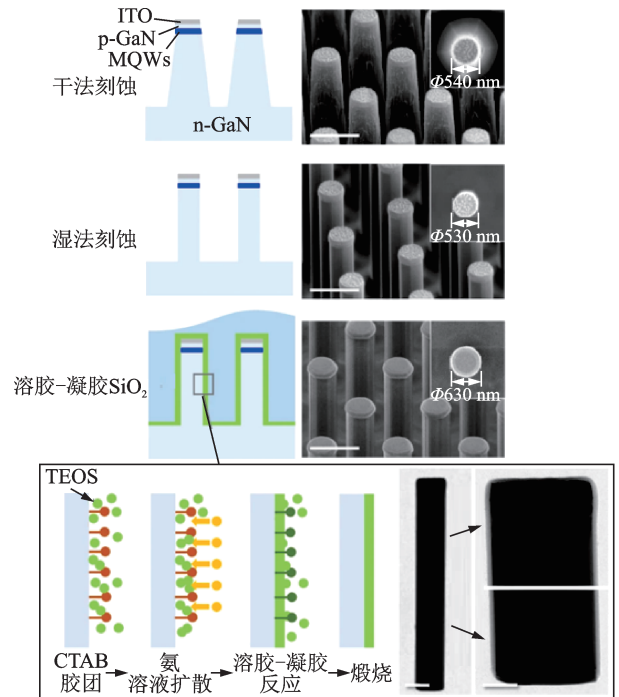 ITO
p-GaN
MQWs
干法刻蚀
n-GaN
Φ540 nm
湿法刻蚀
Φ530 nm
溶胶-凝胶SiO₂
Φ630 nm
TEOS
CTAB
胶团
氨
溶液扩散
溶胶-凝胶
反应
煅烧